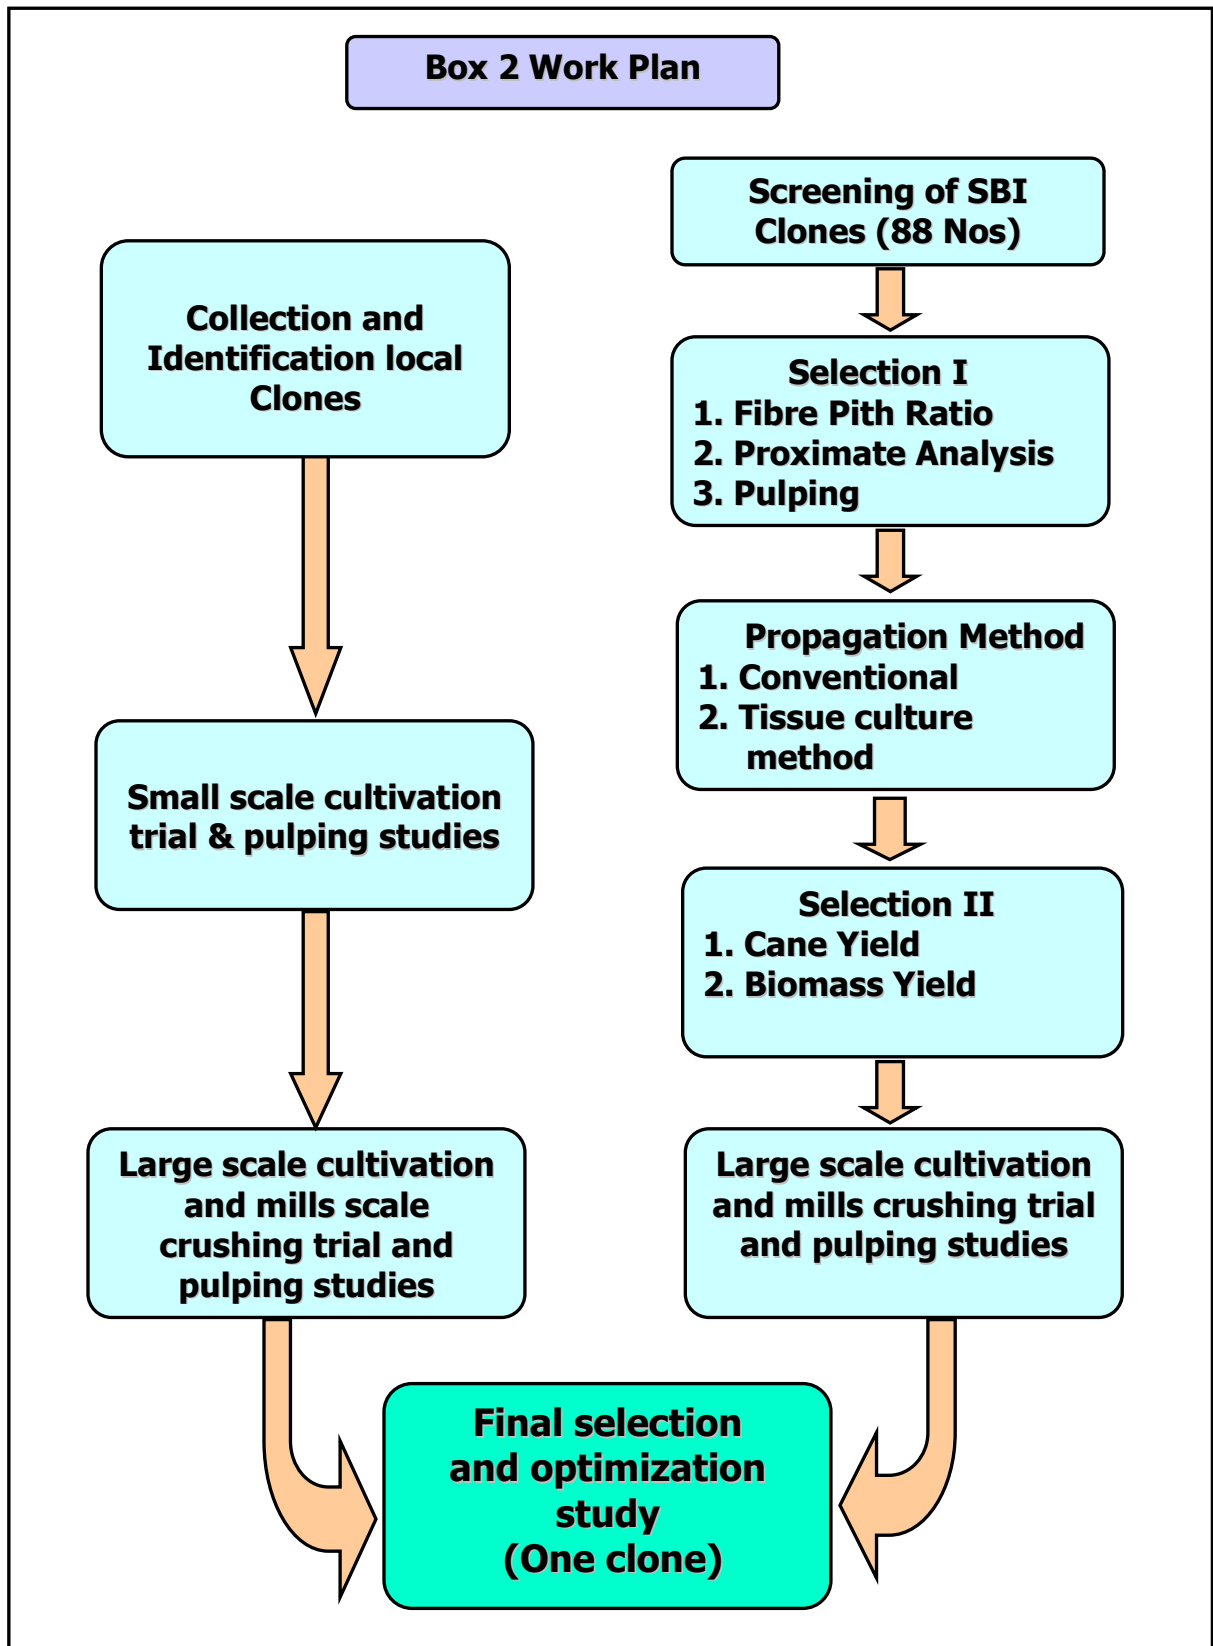 Box 2 Work Plan
Screening of SBI
Clones (88 Nos)
Collection and
Identification local
Clones
Selection I
1. Fibre Pith Ratio
2. Proximate Analysis
3. Pulping
Propagation Method
1. Conventional
2. Tissue culture
method
Small scale cultivation
trial & pulping studies
Selection II
1. Cane Yield
2. Biomass Yield
Large scale cultivation
and mills scale
crushing trial and
pulping studies
Large scale cultivation
and mills crushing trial
and pulping studies
Final selection
and optimization
study
(One clone)